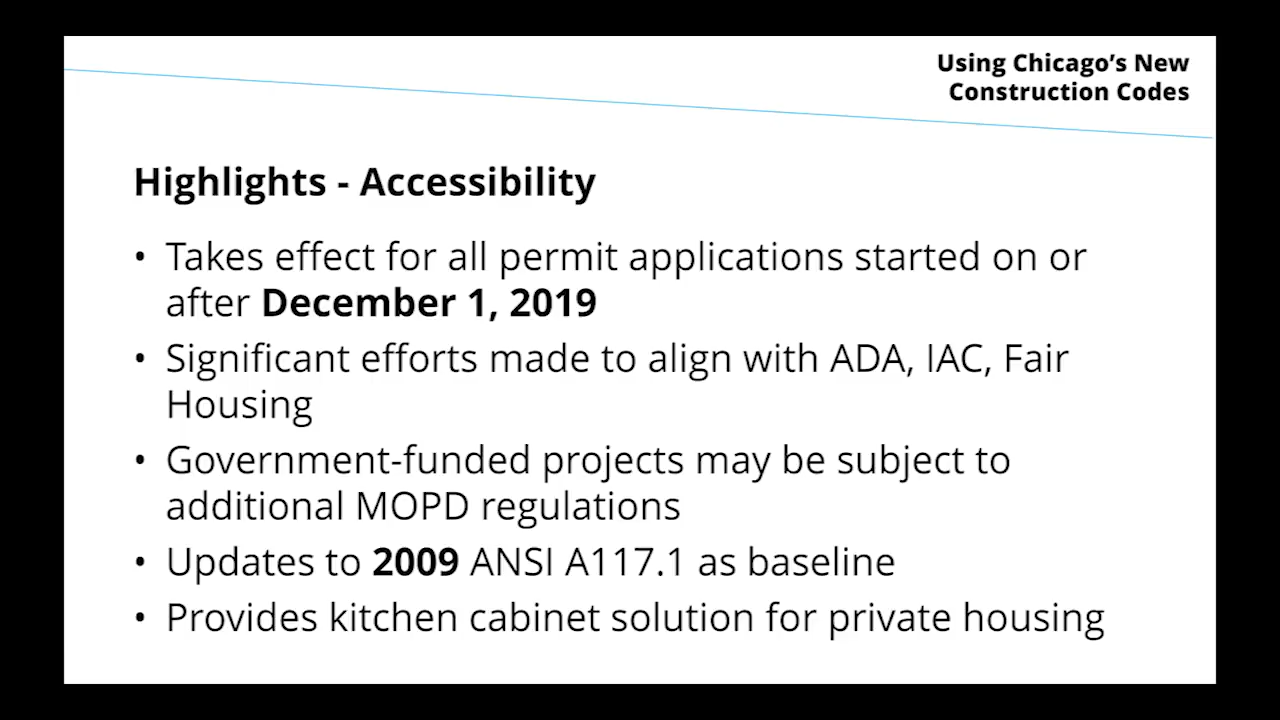 Using Chicago’s New
Construction Codes
Highlights - Accessibility
• Takes effect for all permit applications started on or
after December 1, 2019
• Significant efforts made to align with ADA, IAC, Fair
Housing
• Government-funded projects may be subject to
additional MOPD regulations
• Updates to 2009 ANSI A117.1 as baseline
• Provides kitchen cabinet solution for private housing